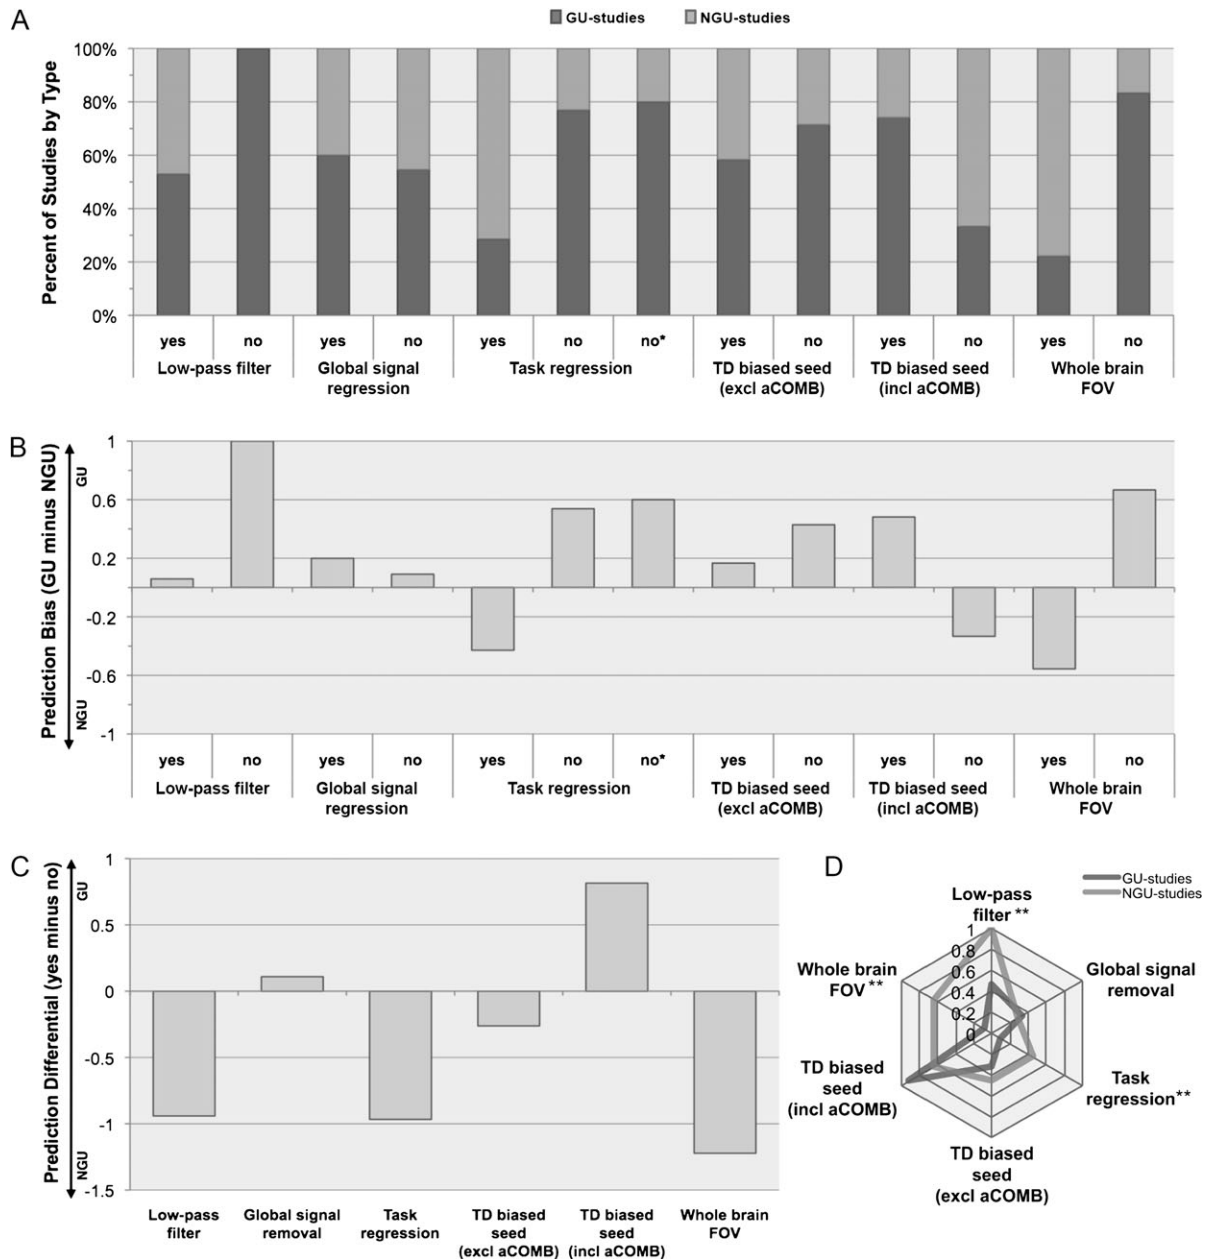 A
GU-studies NGU-studies
Percent of Studies by Type
100%
80%
60%
40%
20%
0%
yes no yes no yes no no* yes no yes no yes no
Low-pass filter Global signal Task regression TD biased seed TD biased seed Whole brain
regression (excl aCOMB) (incl aCOMB) FOV
B
Prediction Bias (GU minus NGU)
GU
NGU
1
0.6
0.2
-0.2
-0.6
-1
yes no yes no yes no no* yes no yes no yes no
Low-pass filter Global signal Task regression TD biased seed TD biased seed Whole brain
regression (excl aCOMB) (incl aCOMB) FOV
C
Prediction Differential (yes minus no)
GU
NGU
1
0.5
0
-0.5
-1
-1.5
Low-pass Global signal Task TD biased TD biased Whole brain
filter removal regression seed seed FOV
(excl aCOMB) (incl aCOMB)
D
GU-studies
NGU-studies
Low-pass
filter **
1
0.8
0.6
0.4
0.2
0
Global signal
removal
Task
regression**
TD biased
seed
(excl aCOMB)
TD biased
seed
(incl aCOMB)
Whole brain
FOV **